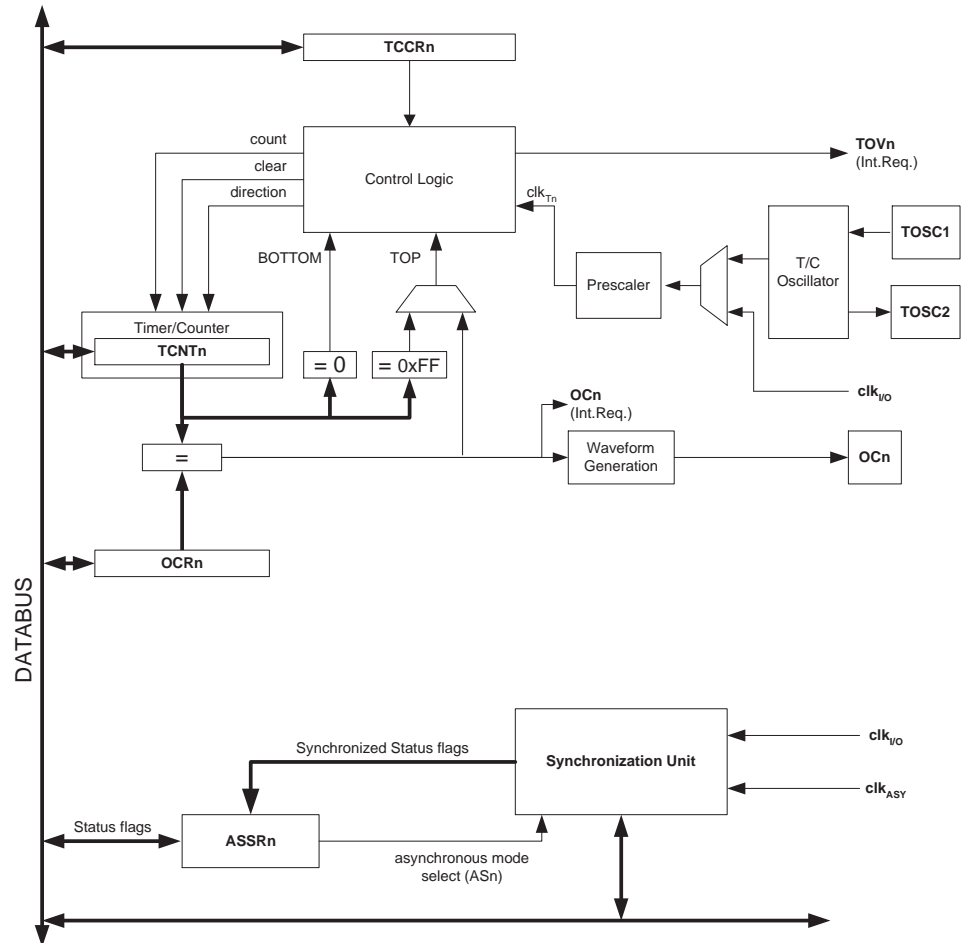 TCCRn
count
clear
direction
Control Logic
TOVn
(Int.Req.)
clkTn
BOTTOM
TOP
Prescaler
T/C
Oscillator
TOSC1
TOSC2
Timer/Counter
TCNTn
= 0
= 0xFF
clkI/O
OCn
(Int.Req.)
=
Waveform
Generation
OCn
OCRn
DATABUS
Synchronized Status flags
Synchronization Unit
clkI/O
clkASY
Status flags
ASSRn
asynchronous mode
select (ASn)